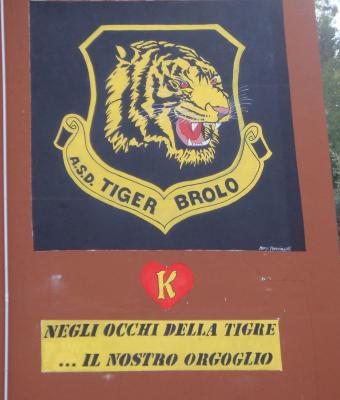 A.S.D. TIGER BROLO
K
NEGLI OCCHI DELLA TIGRE
... IL NOSTRO ORGOGLIO